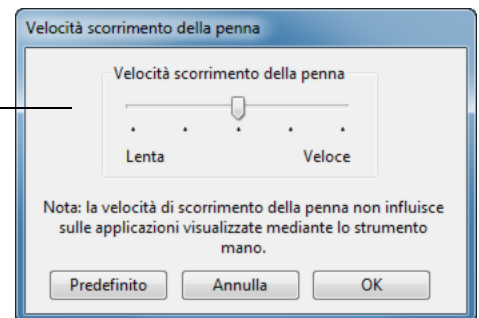 Velocità scorrimento della penna
Velocità scorrimento della penna
Lenta Veloce
Nota: la velocità di scorrimento della penna non influisce
sulle applicazioni visualizzate mediante lo strumento
mano.
Predefinito Annulla OK